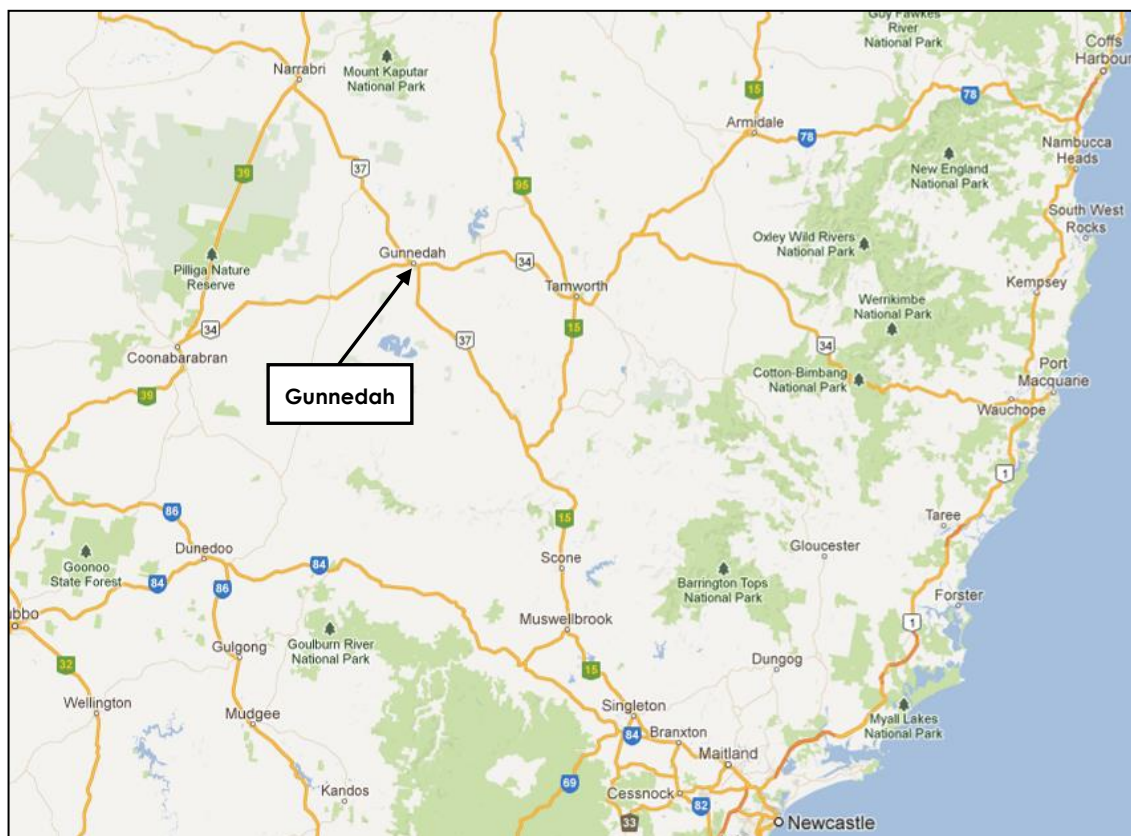 Guy Fawkes
River
National Park
Coffs
Harbour
Narrabri
Mount Kaputar
National Park
15
78
Armidale
78
Nambucca
Heads
New England
National Park
39
37
95
South West
Rocks
Oxley Wild Rivers
National Park
Pilliga Nature
Reserve
Gunnedah
34
Tamworth
Kempsey
Werrikimbe
National Park
34
37
15
34
Coonabarabran
Gunnedah
Cotton-Bimbang
National Park
Port
Macquarie
39
Wauchope
1
86
15
Taree
Dunedoo
84
Scone
Gloucester
Goonoo
State Forest
84
86
Barrington Tops
National Park
Forster
ubbo
Muswellbrook
1
Goulburn River
National Park
Gulgong
32
15
Dungog
Wellington
Mudgee
Singleton
84
Branxton
Myall Lakes
National Park
Maitland
69
Kandos
Cessnock
82
33
Newcastle